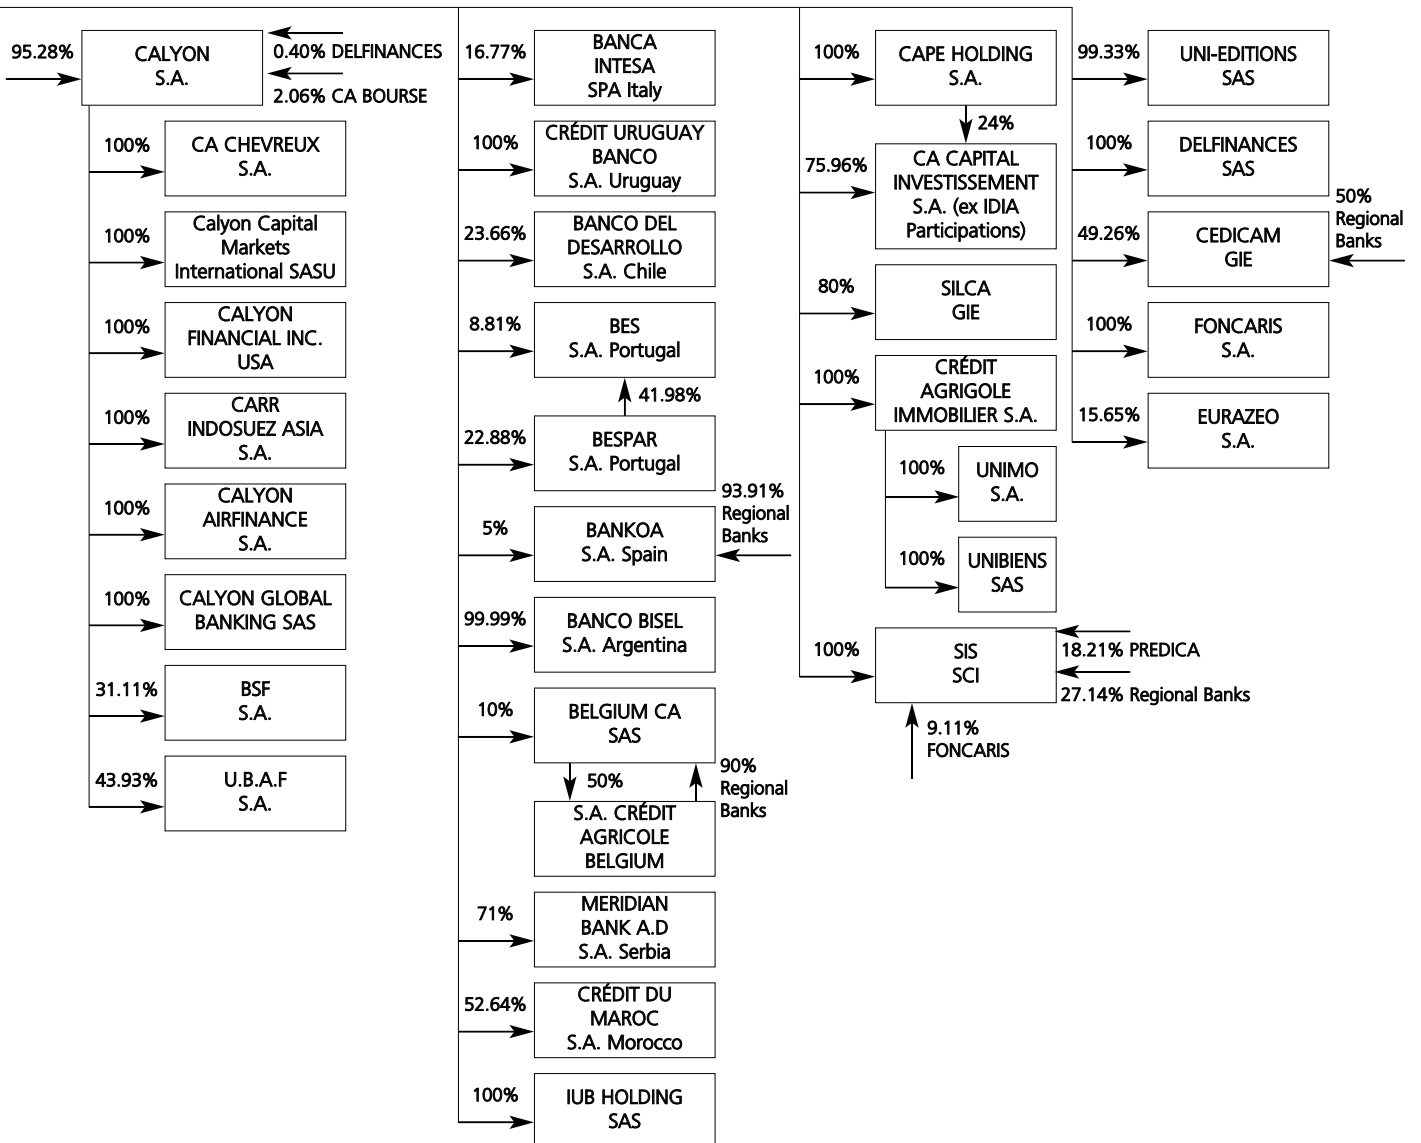 95.28%
CALYON
S.A.
0.40% DELFINANCES
2.06% CA BOURSE
100%
CA CHEVREUX
S.A.
100%
Calyon Capital
Markets
International SASU
100%
CALYON
FINANCIAL INC.
USA
100%
CARR
INDOSUEZ ASIA
S.A.
100%
CALYON
AIRFINANCE
S.A.
100%
CALYON GLOBAL
BANKING SAS
31.11%
BSF
S.A.
43.93%
U.B.A.F
S.A.
16.77%
BANCA
INTESA
SPA Italy
100%
CRÉDIT URUGUAY
BANCO
S.A. Uruguay
23.66%
BANCO DEL
DESARROLLO
S.A. Chile
8.81%
BES
S.A. Portugal
41.98%
22.88%
BESPAR
S.A. Portugal
93.91%
Regional
Banks
5%
BANKOA
S.A. Spain
99.99%
BANCO BISEL
S.A. Argentina
10%
BELGIUM CA
SAS
50%
90%
Regional
Banks
S.A. CRÉDIT
AGRICOLE
BELGIUM
71%
MERIDIAN
BANK A.D
S.A. Serbia
52.64%
CRÉDIT DU
MAROC
S.A. Morocco
100%
IUB HOLDING
SAS
100%
CAPE HOLDING
S.A.
24%
75.96%
CA CAPITAL
INVESTISSEMENT
S.A. (ex IDIA
Participations)
80%
SILCA
GIE
100%
CRÉDIT
AGRIGOLE
IMMOBILIER S.A.
100%
UNIMO
S.A.
100%
UNIBIENS
SAS
100%
SIS
SCI
18.21% PREDICA
27.14% Regional Banks
9.11%
FONCARIS
99.33%
UNI-EDITIONS
SAS
100%
DELFINANCES
SAS
50%
Regional
Banks
49.26%
CEDICAM
GIE
100%
FONCARIS
S.A.
15.65%
EURAZEO
S.A.